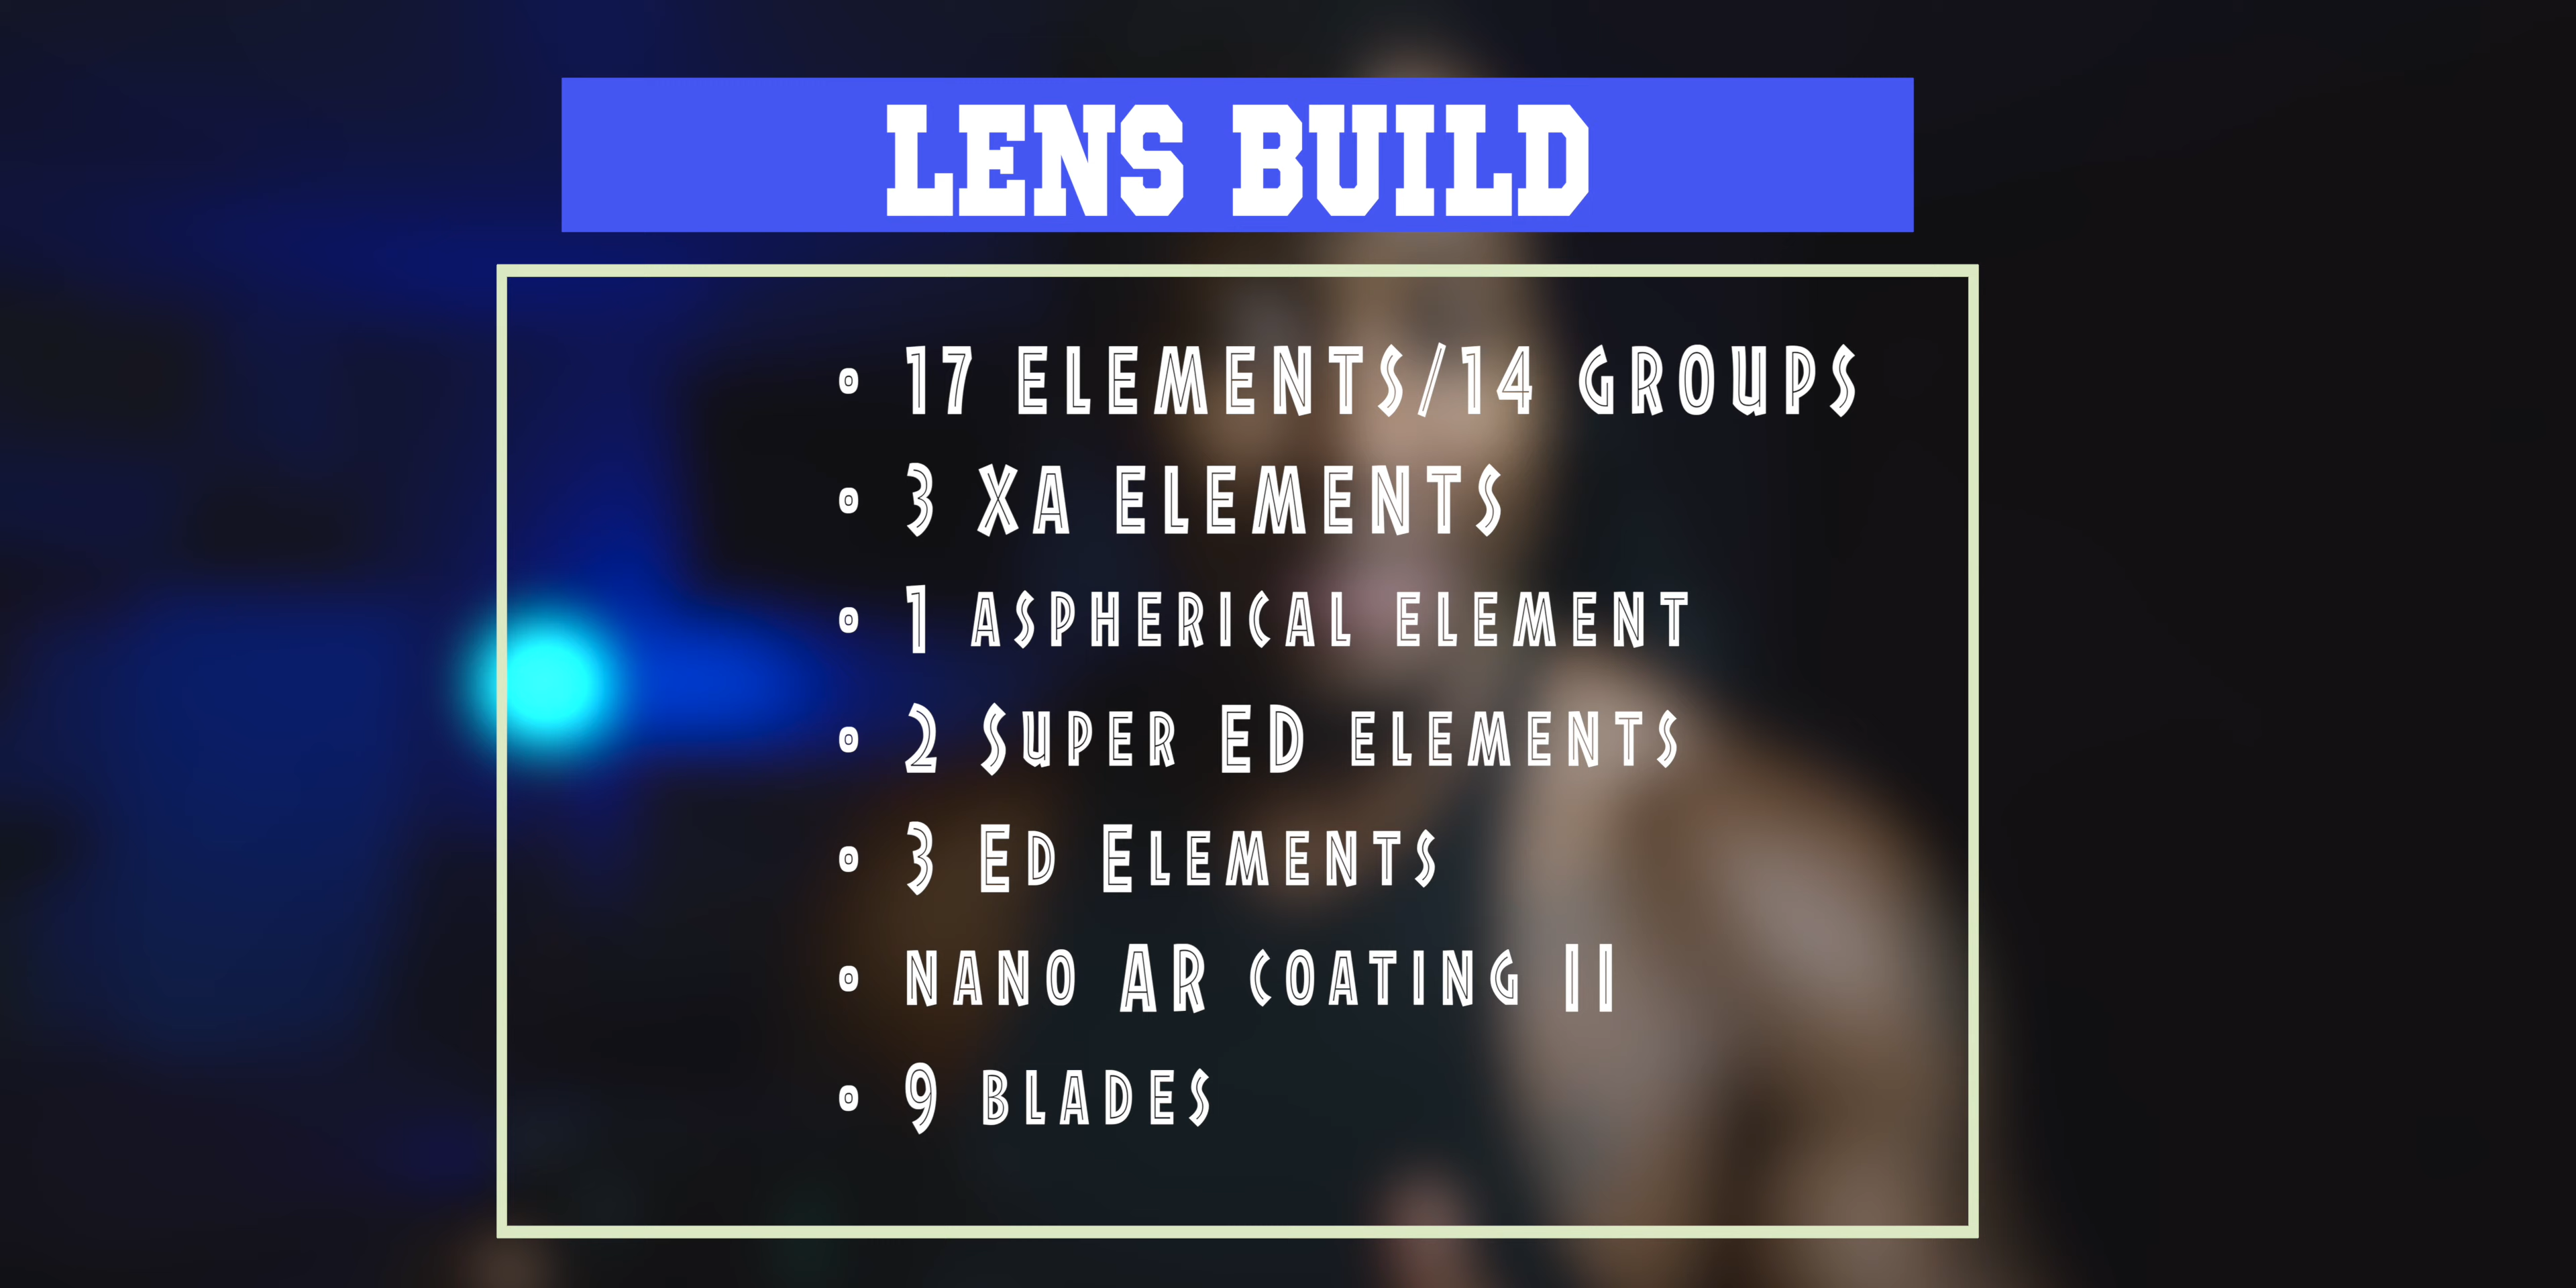 LENS BUILD
• 17 ELEMENTS/14 GROUPS
• 3 XA ELEMENTS
• 1 ASPHERICAL ELEMENT
• 2 SUPER ED ELEMENTS
• 3 ED ELEMENTS
• NANO AR COATING II
• 9 BLADES